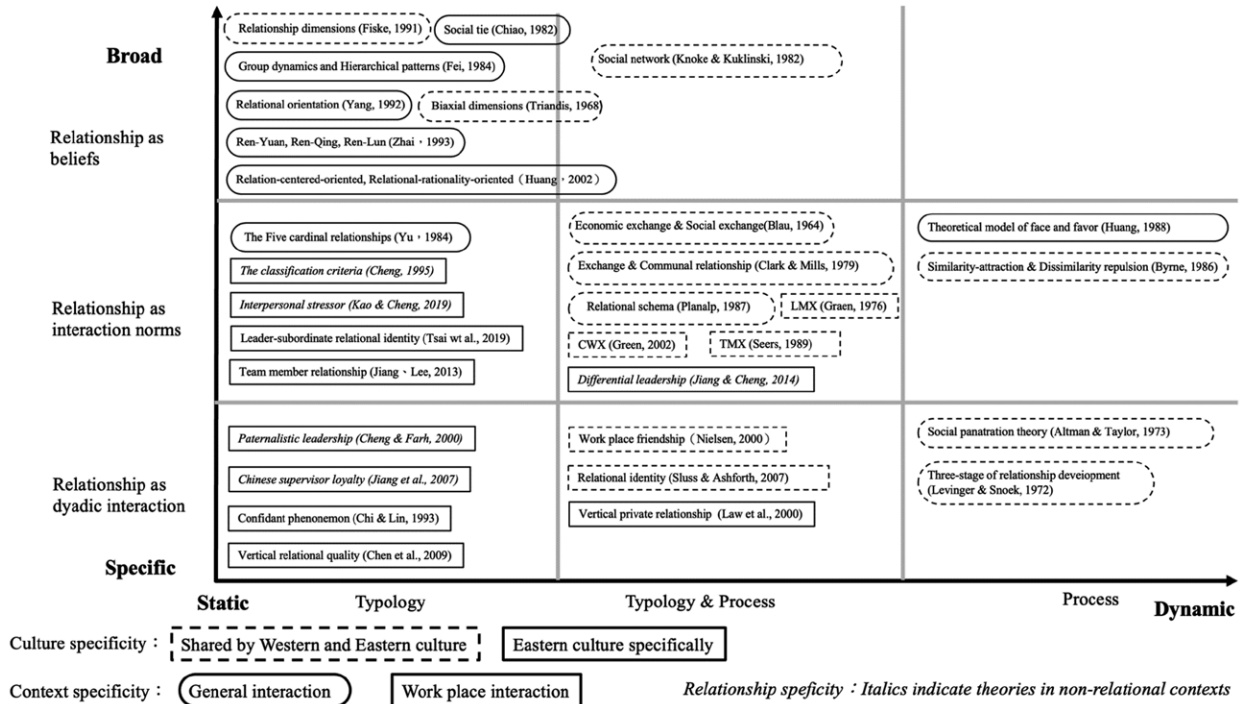 Broad
Relationship dimensions (Fiske, 1991)
Social tie (Chiao, 1982)
Social network (Knoke & Kuklinski, 1982)
Group dynamics and Hierarchical patterns (Fei, 1984)
Relational orientation (Yang, 1992)
Biaxial dimensions (Triandis, 1968)
Relationship as
beliefs
Ren-Yuan, Ren-Qing, Ren-Lun (Zhai,1993)
Relation-centered-oriented, Relational-rationality-oriented(Huang,2002)
The Five cardinal relationships (Yu,1984)
Economic exchange & Social exchange(Blau, 1964)
Theoretical model of face and favor (Huang, 1988)
The classification criteria (Cheng, 1995)
Exchange & Communal relationship (Clark & Mills, 1979)
Similarity-attraction & Dissimilarity repulsion (Byrne, 1986)
Relationship as
interaction norms
Interpersonal stressor (Kao & Cheng, 2019)
Relational schema (Planalp, 1987)
LMX (Graen, 1976)
Leader-subordinate relational identity (Tsai wt al., 2019)
CWX (Green, 2002)
TMX (Seers, 1989)
Team member relationship (Jiang、Lee, 2013)
Differential leadership (Jiang & Cheng, 2014)
Paternalistic leadership (Cheng & Farh, 2000)
Work place friendship(Nielsen, 2000)
Social panatration theory (Altman & Taylor, 1973)
Relationship as
dyadic interaction
Chinese supervisor loyalty (Jiang et al., 2007)
Relational identity (Sluss & Ashforth, 2007)
Three-stage of relationship development
(Levinger & Snoek, 1972)
Confidant phenonemon (Chi & Lin, 1993)
Vertical private relationship (Law et al., 2000)
Vertical relational quality (Chen et al., 2009)
Specific
Static
Typology
Typology & Process
Process
Dynamic
Culture specificity:
Shared by Western and Eastern culture
Eastern culture specifically
Context specificity:
General interaction
Work place interaction
Relationship speficity:Italics indicate theories in non-relational contexts